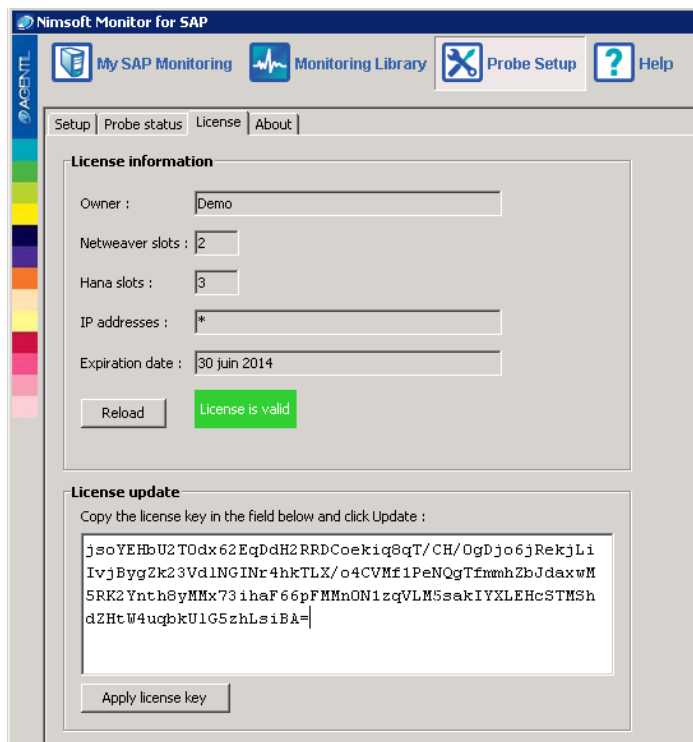 Nimsoft Monitor for SAP
AGENTIL
My SAP Monitoring
Monitoring Library
Probe Setup
Help
Setup
Probe status
License
About
License information
Owner :
Demo
Netweaver slots :
2
Hana slots :
3
IP addresses :
*
Expiration date :
30 juin 2014
Reload
License is valid
License update
Copy the license key in the field below and click Update :
jsoYEHbU2TOdx62EqDdH2RRDCoekiq8qT/CH/OgDjo6jRekjLi
IvjBygZk23VdlNGINr4hkTLX/o4CVMf1PeNQgTfmmhZbJdaxwM
5RK2Ynth8yMMx73ihaF66pFMMnON1zqVLM5sakIYXLEHcSTMSh
dZHtW4uqbkUlG5zhLsiBA=
Apply license key